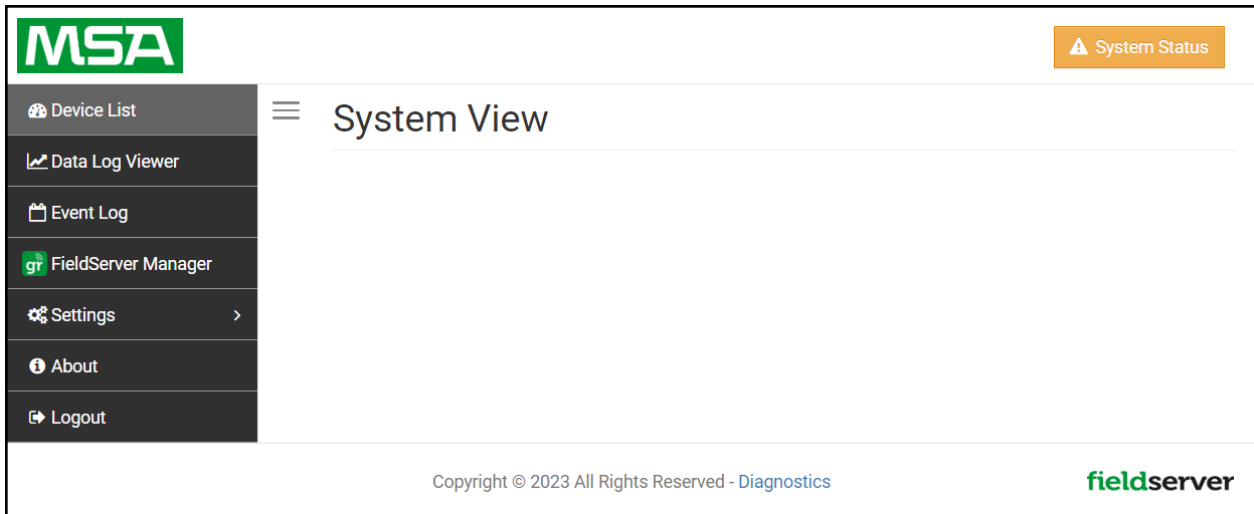 MSA
System Status
Device List
System View
Data Log Viewer
Event Log
gr FieldServer Manager
Settings
About
Logout
Copyright © 2023 All Rights Reserved - Diagnostics
fieldserver